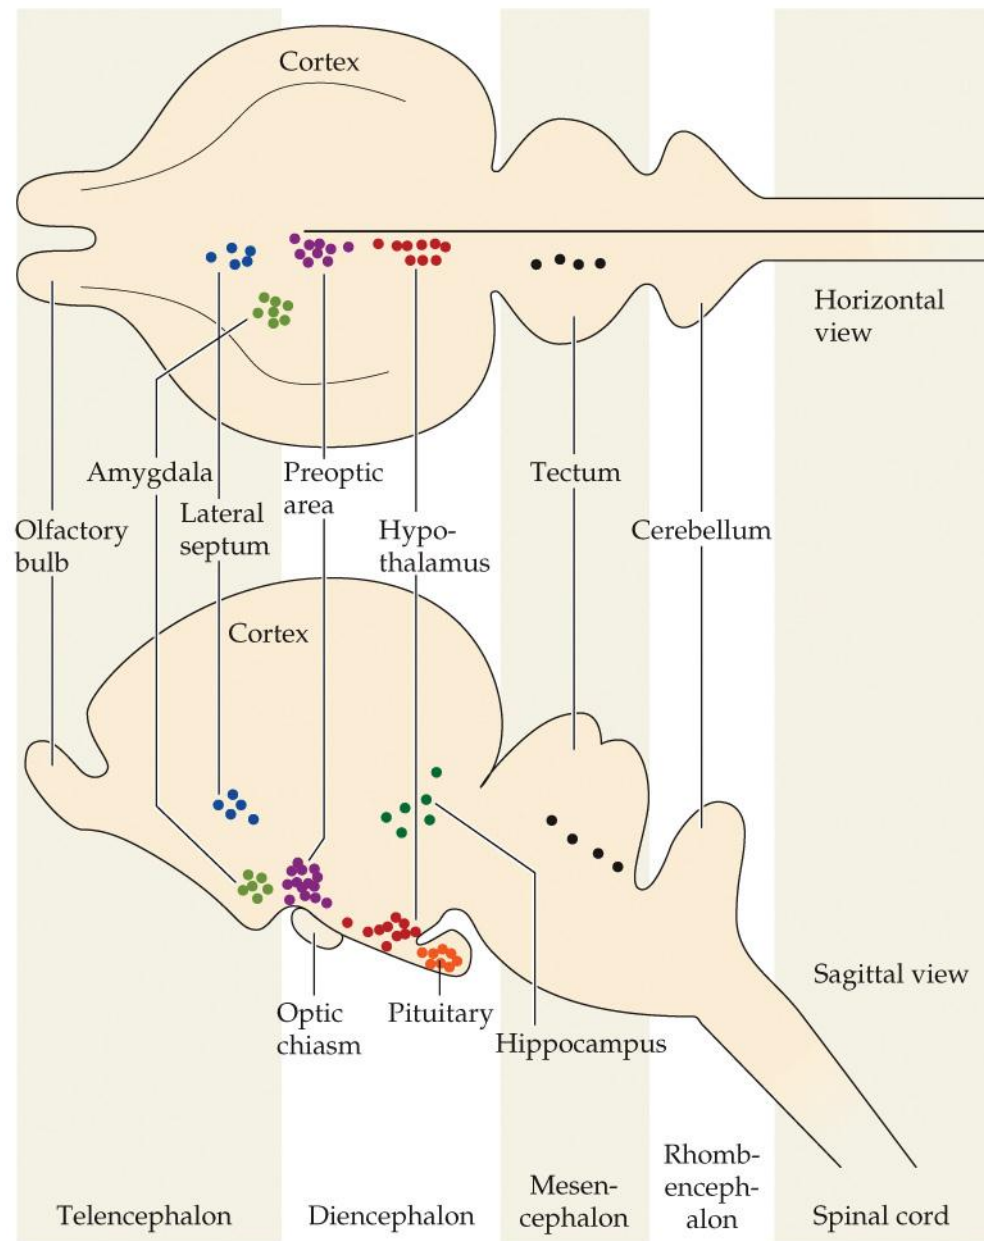 Cortex
Horizontal
view
Amygdala
Preoptic
area
Tectum
Olfactory
bulb
Lateral
septum
Hypo-
thalamus
Cerebellum
Cortex
Sagittal view
Optic
chiasm
Pituitary
Hippocampus
Telencephalon
Diencephalon
Mesen-
cephalon
Rhomb-
enceph-
alon
Spinal cord